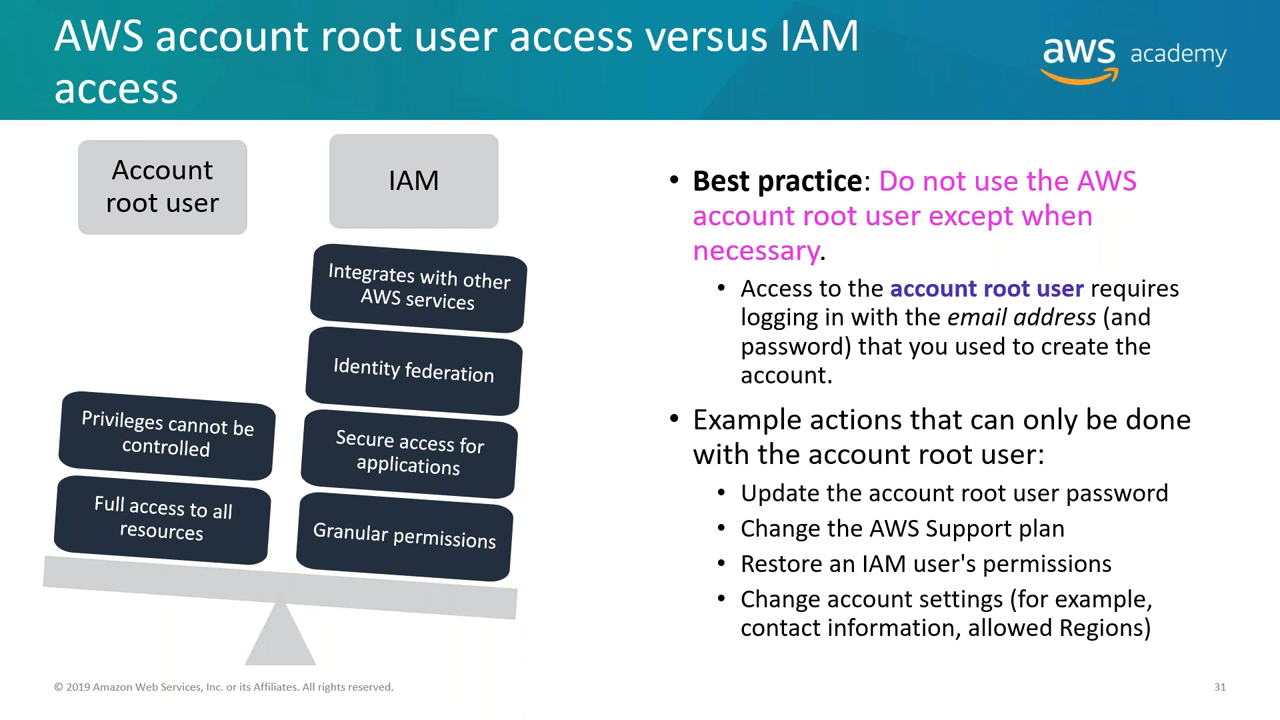 AWS account root user access versus IAM
access
aws academy
Account
root user
IAM
Integrates with other
AWS services
Identity federation
Secure access for
applications
Granular permissions
Privileges cannot be
controlled
Full access to all
resources
• Best practice: Do not use the AWS
account root user except when
necessary.
• Access to the account root user requires
logging in with the email address (and
password) that you used to create the
account.
• Example actions that can only be done
with the account root user:
• Update the account root user password
• Change the AWS Support plan
• Restore an IAM user's permissions
• Change account settings (for example,
contact information, allowed Regions)
© 2019 Amazon Web Services, Inc. or its Affiliates. All rights reserved.
31